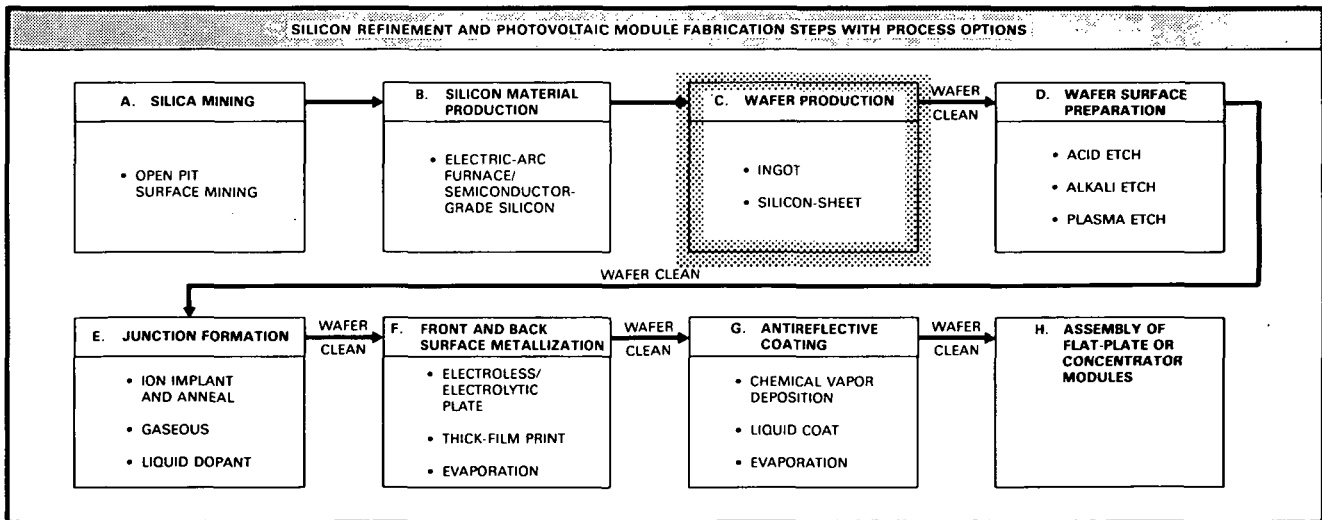 SILICON REFINEMENT AND PHOTOVOLTAIC MODULE FABRICATION STEPS WITH PROCESS OPTIONS
A. SILICA MINING
• OPEN PIT
SURFACE MINING
B. SILICON MATERIAL
PRODUCTION
• ELECTRIC-ARC
FURNACE/
SEMICONDUCTOR-
GRADE SILICON
C. WAFER PRODUCTION
• INGOT
• SILICON-SHEET
WAFER
CLEAN
D. WAFER SURFACE
PREPARATION
• ACID ETCH
• ALKALI ETCH
• PLASMA ETCH
WAFER CLEAN
E. JUNCTION FORMATION
• ION IMPLANT
AND ANNEAL
• GASEOUS
• LIQUID DOPANT
WAFER
CLEAN
F. FRONT AND BACK
SURFACE METALLIZATION
• ELECTROLESS/
ELECTROLYTIC
PLATE
• THICK-FILM PRINT
• EVAPORATION
WAFER
CLEAN
G. ANTIREFLECTIVE
COATING
• CHEMICAL VAPOR
DEPOSITION
• LIQUID COAT
• EVAPORATION
WAFER
CLEAN
H. ASSEMBLY OF
FLAT-PLATE OR
CONCENTRATOR
MODULES